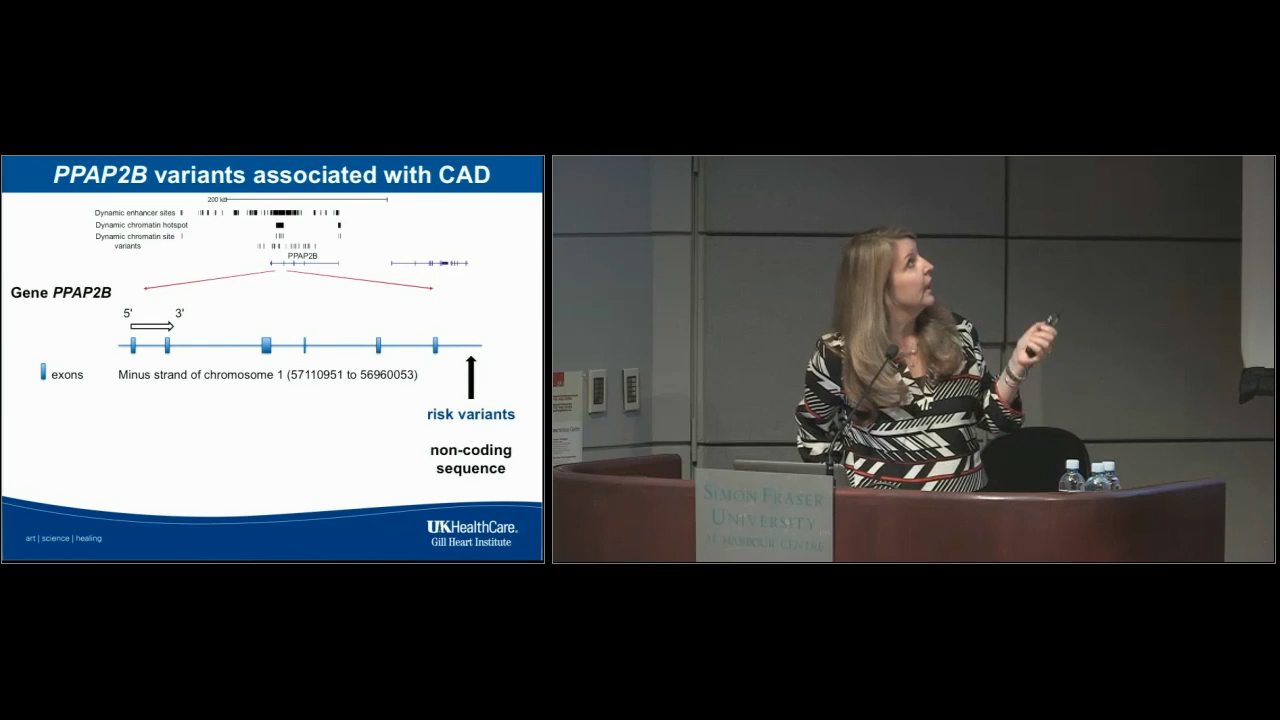 PPAP2B variants associated with CAD
200 kb
Dynamic enhancer sites
Dynamic chromatin hotspot
Dynamic chromatin site
variants
PPAP2B
Gene PPAP2B
5' 3'
exons
Minus strand of chromosome 1 (57110951 to 56960053)
risk variants
non-coding
sequence
art | science | healing
UKHealthCare.
Gill Heart Institute
SIMON FRASER
UNIVERSITY
AT HARBOUR CENTRE